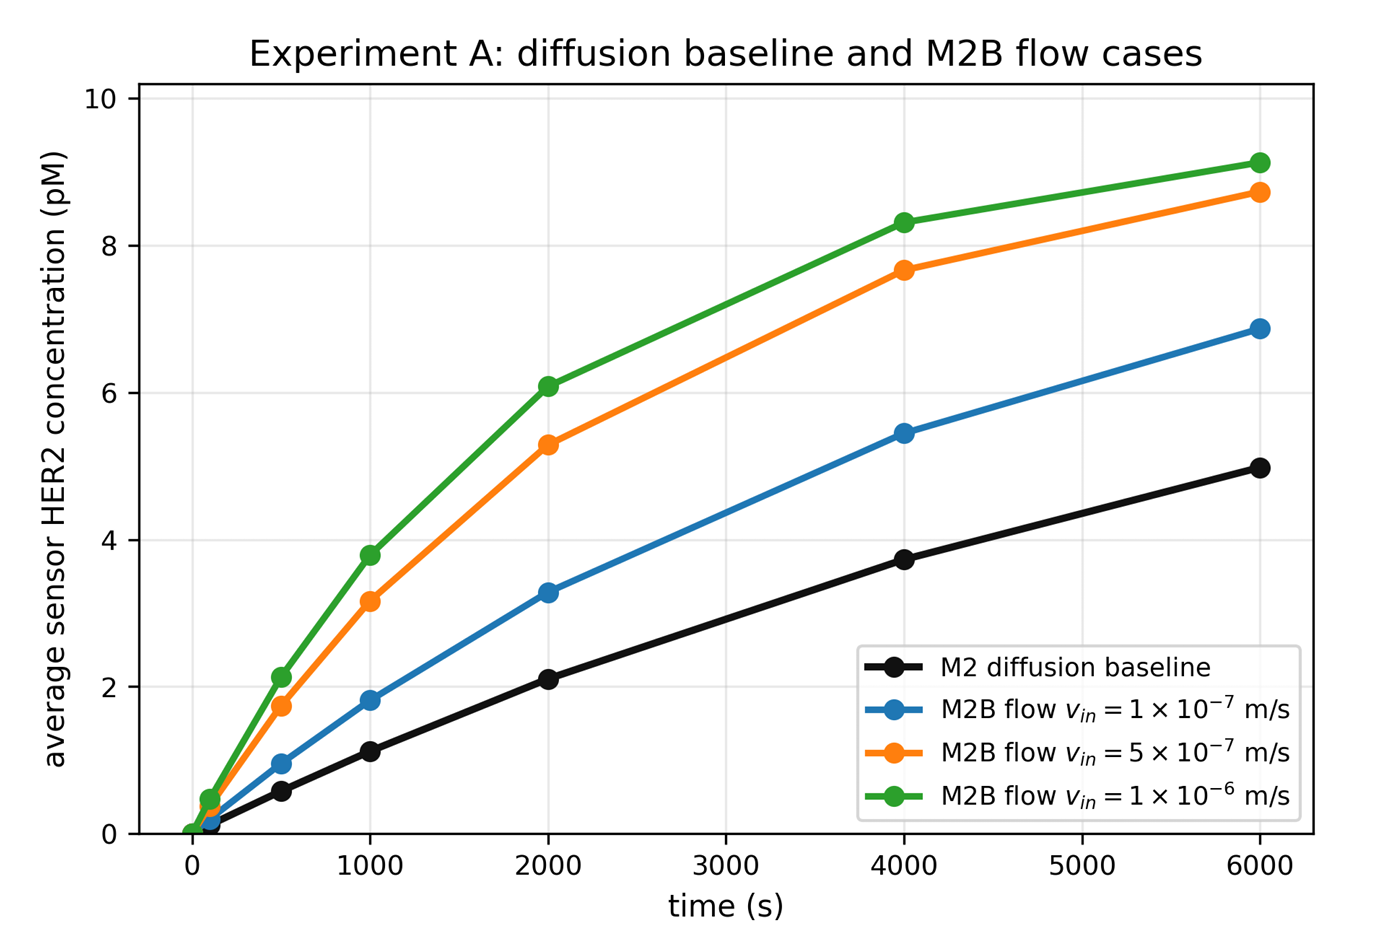 Experiment A: diffusion baseline and M2B flow cases
average sensor HER2 concentration (pM)
10
8
6
4
2
0
0 1000 2000 3000 4000 5000 6000
time (s)
M2 diffusion baseline
M2B flow v_in = 1 × 10⁻⁷ m/s
M2B flow v_in = 5 × 10⁻⁷ m/s
M2B flow v_in = 1 × 10⁻⁶ m/s